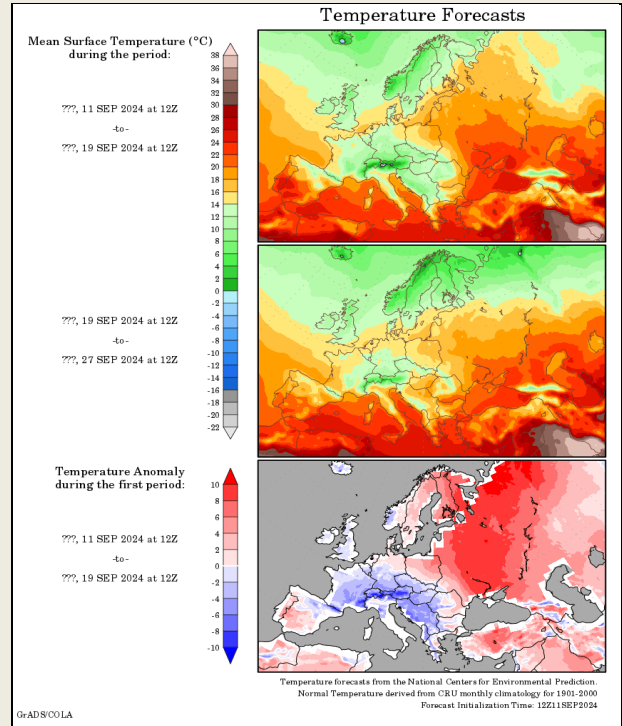 Temperature Forecasts
Mean Surface Temperature (°C)
during the period:
???, 11 SEP 2024 at 12Z
-to-
???, 19 SEP 2024 at 12Z
38
36
34
32
30
28
26
24
22
20
18
16
14
12
10
8
6
4
2
0
-2
-4
-6
-8
-10
-12
-14
-16
-18
-20
-22
???, 19 SEP 2024 at 12Z
-to-
???, 27 SEP 2024 at 12Z
Temperature Anomaly
during the first period:
???, 11 SEP 2024 at 12Z
-to-
???, 19 SEP 2024 at 12Z
10
8
6
4
2
0
-2
-4
-6
-8
-10
Temperature forecasts from the National Centers for Environmental Prediction.
Normal Temperature derived from CRU monthly climatology for 1901-2000
Forecast Initialization Time: 12Z11SEP2024
GrADS/COLA